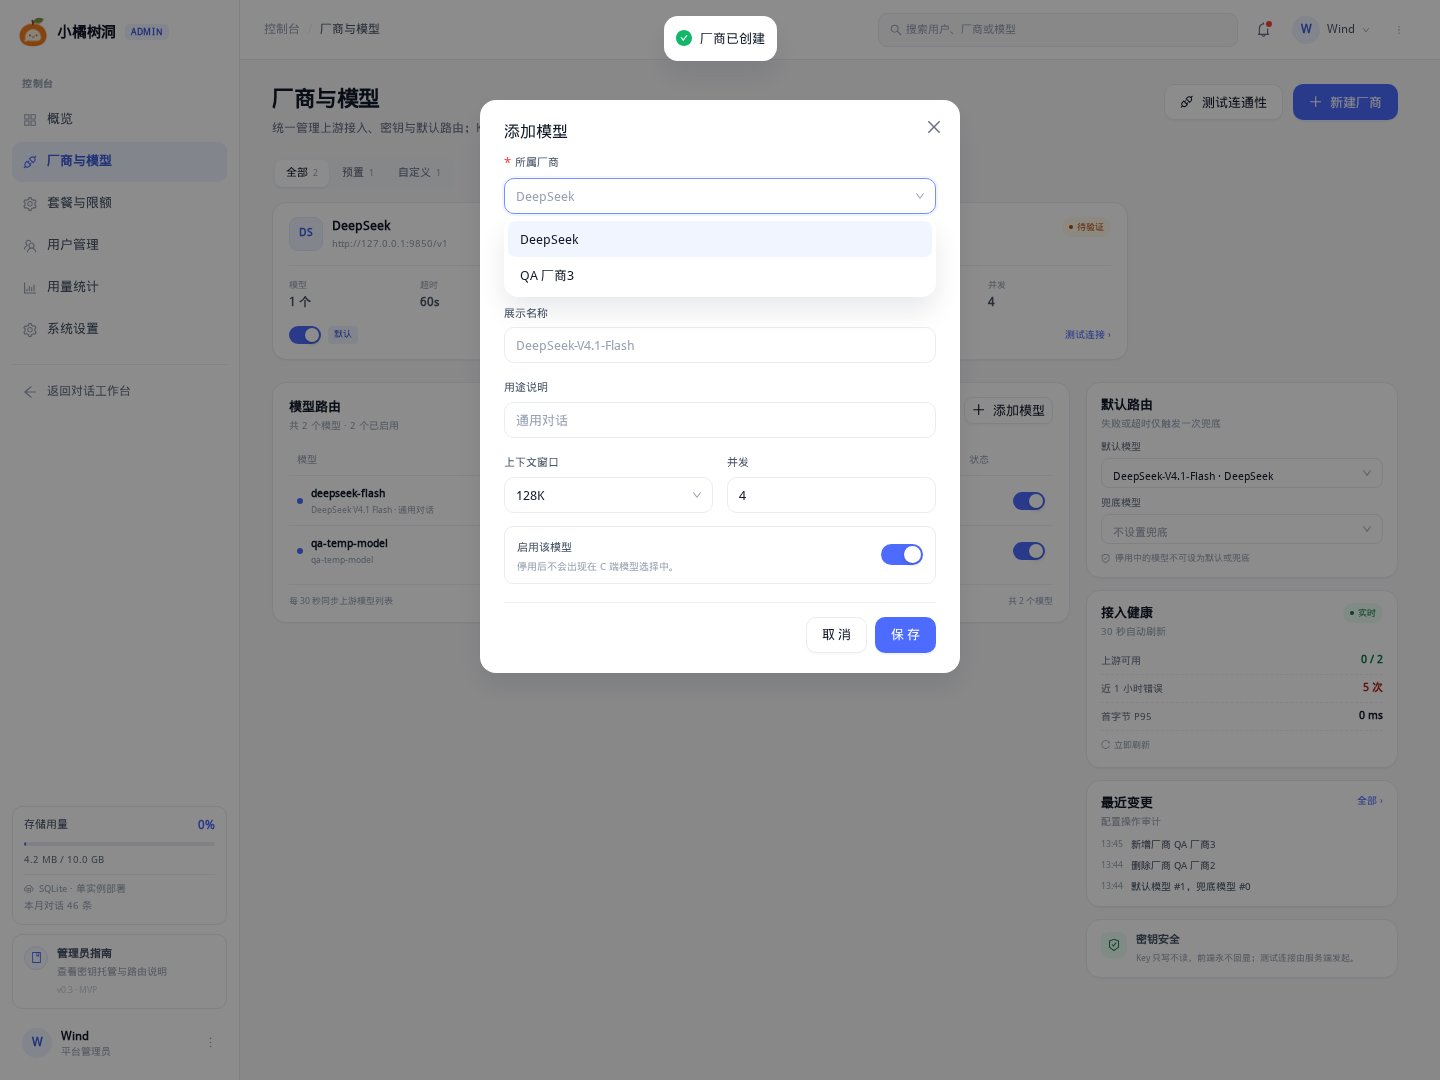 小橘树洞 ADMIN
控制台
概览
厂商与模型
套餐与限额
用户管理
用量统计
系统设置
返回对话工作台
存储用量 0%
4.2 MB / 10.0 GB
SQLite · 单实例部署
本月对话 46 条
管理员指南
查看密钥托管与路由说明
v0.3 · MVP
W Wind
平台管理员
控制台 / 厂商与模型
搜索用户、厂商或模型
W Wind
厂商已创建
厂商与模型
统一管理上游接入、密钥与默认路由；
测试连通性
新建厂商
全部 2 预置 1 自定义 1
DS DeepSeek
http://127.0.0.1:9850/v1
模型 超时
1 个 60s
默认
待验证
并发
4
测试连接 ›
模型路由
共 2 个模型 · 2 个已启用
添加模型
模型 状态
deepseek-flash
DeepSeek V4.1 Flash · 通用对话
qa-temp-model
qa-temp-model
每 30 秒同步上游模型列表 共 2 个模型
添加模型
* 所属厂商
DeepSeek
DeepSeek
QA 厂商3
展示名称
DeepSeek-V4.1-Flash
用途说明
通用对话
上下文窗口 并发
128K 4
启用该模型
停用后不会出现在 C 端模型选择中。
取 消 保 存
默认路由
失败或超时仅触发一次兜底
默认模型
DeepSeek-V4.1-Flash · DeepSeek
兜底模型
不设置兜底
停用中的模型不可设为默认或兜底
接入健康 实时
30 秒自动刷新
上游可用 0 / 2
近 1 小时错误 5 次
首字节 P95 0 ms
立即刷新
最近变更 全部 ›
配置操作审计
13:45 新增厂商 QA 厂商3
13:44 删除厂商 QA 厂商2
13:44 默认模型 #1，兜底模型 #0
密钥安全
Key 只写不读，前端永不回显；测试连接由服务端发起。